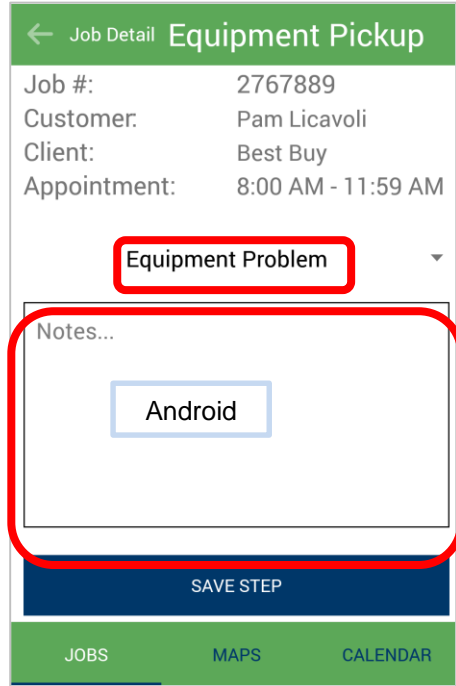 Job Detail Equipment Pickup
Job #: 2767889
Customer: Pam Licavoli
Client: Best Buy
Appointment: 8:00 AM - 11:59 AM
Equipment Problem
Notes...
Android
SAVE STEP
JOBS MAPS CALENDAR